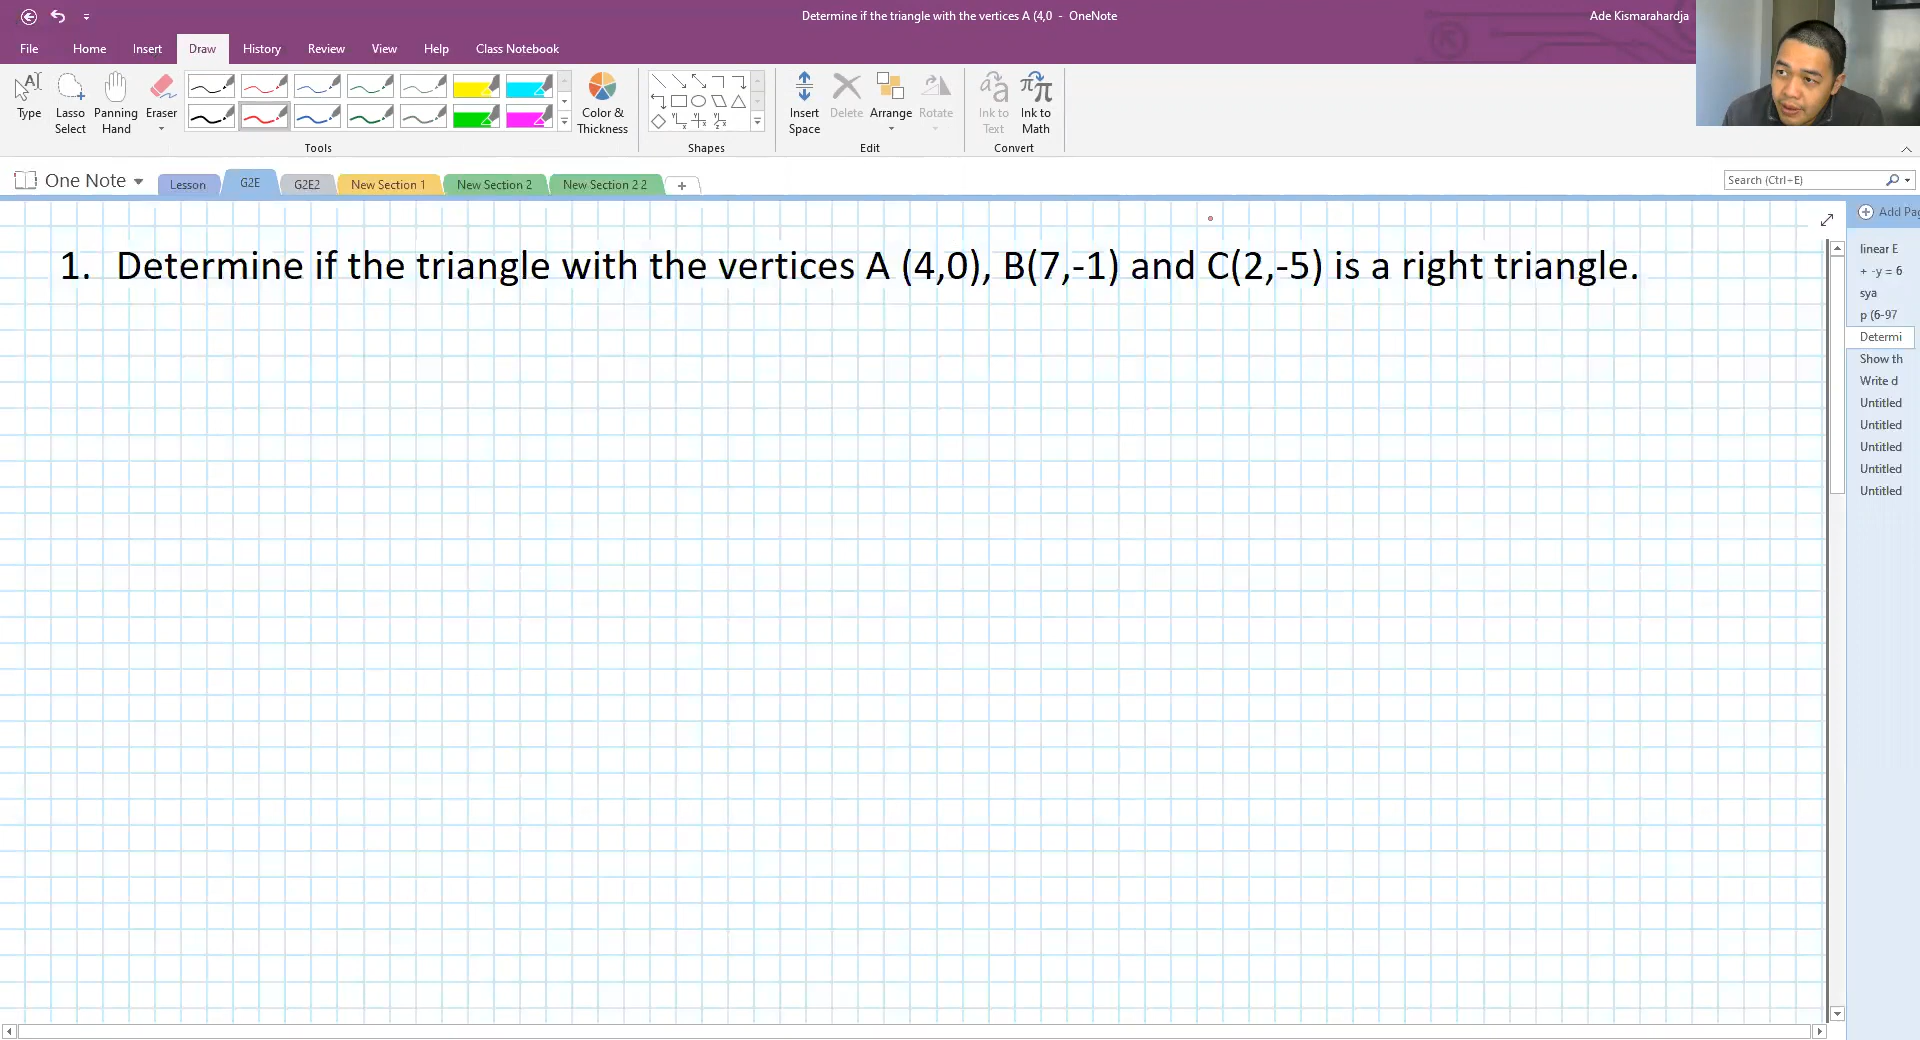 Determine if the triangle with the vertices A (4,0 - OneNote
Ade Kismarahardja
File Home Insert Draw History Review View Help Class Notebook
Type
Lasso Select
Panning Hand
Eraser
Color & Thickness
Insert Space
Delete
Arrange
Rotate
Ink to Text
Ink to Math
Tools
Shapes
Edit
Convert
One Note
Lesson
G2E
G2E2
New Section 1
New Section 2
New Section 2 2
Search (Ctrl+E)
Add Pag
1. Determine if the triangle with the vertices A (4,0), B(7,-1) and C(2,-5) is a right triangle.
linear E
+ -y = 6
sya
p (6-97
Determi
Show th
Write d
Untitled
Untitled
Untitled
Untitled
Untitled